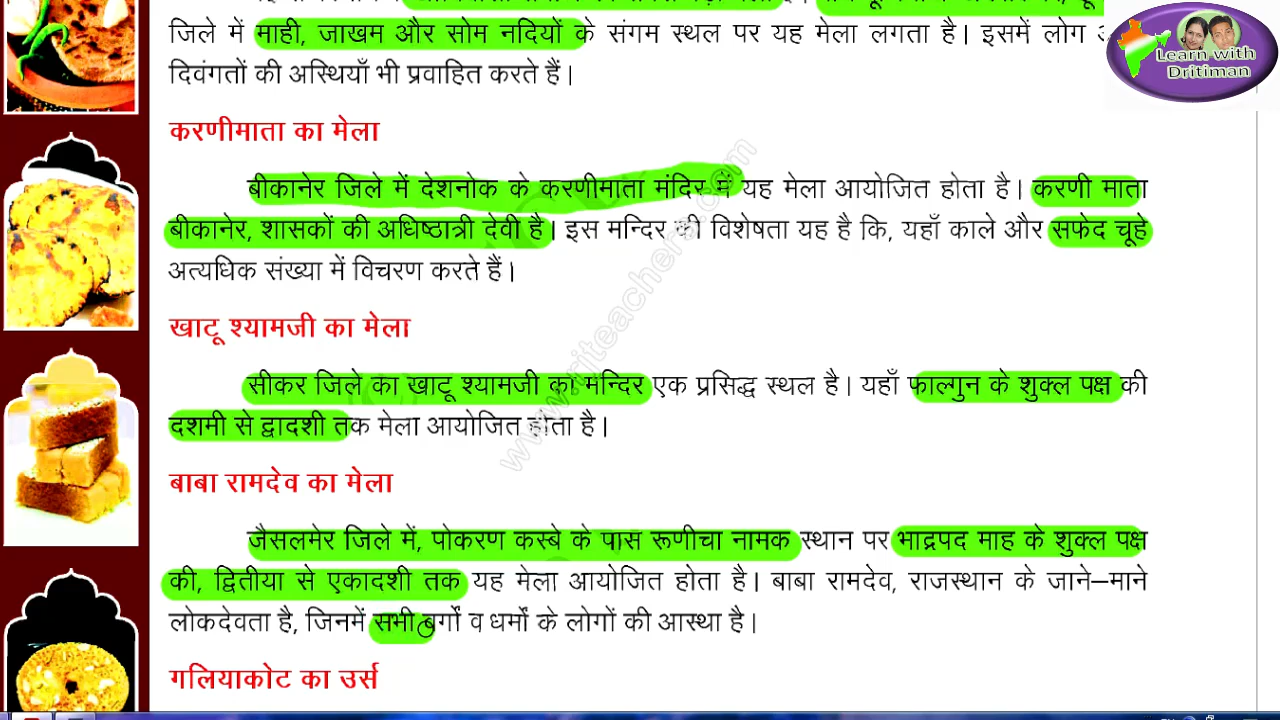 जिले में माही, जाखम और सोम नदियों के संगम स्थल पर यह मेला लगता है। इसमें लोग
दिवंगतों की अस्थियाँ भी प्रवाहित करते हैं।
Learn with
Dritiman
करणीमाता का मेला
बीकानेर जिले में देशनोक के करणीमाता मंदिर में यह मेला आयोजित होता है। करणी माता
बीकानेर, शासकों की अधिष्ठात्री देवी है। इस मन्दिर की विशेषता यह है कि, यहाँ काले और सफेद चूहे
अत्यधिक संख्या में विचरण करते हैं।
खाटू श्यामजी का मेला
सीकर जिले का खाटू श्यामजी का मन्दिर एक प्रसिद्ध स्थल है। यहाँ फाल्गुन के शुक्ल पक्ष की
दशमी से द्वादशी तक मेला आयोजित होता है।
www.rjteachers.com
बाबा रामदेव का मेला
जैसलमेर जिले में, पोकरण कस्बे के पास रूणीचा नामक स्थान पर भाद्रपद माह के शुक्ल पक्ष
की, द्वितीया से एकादशी तक यह मेला आयोजित होता है। बाबा रामदेव, राजस्थान के जाने–माने
लोकदेवता है, जिनमें सभी वर्गों व धर्मों के लोगों की आस्था है।
गलियाकोट का उर्स